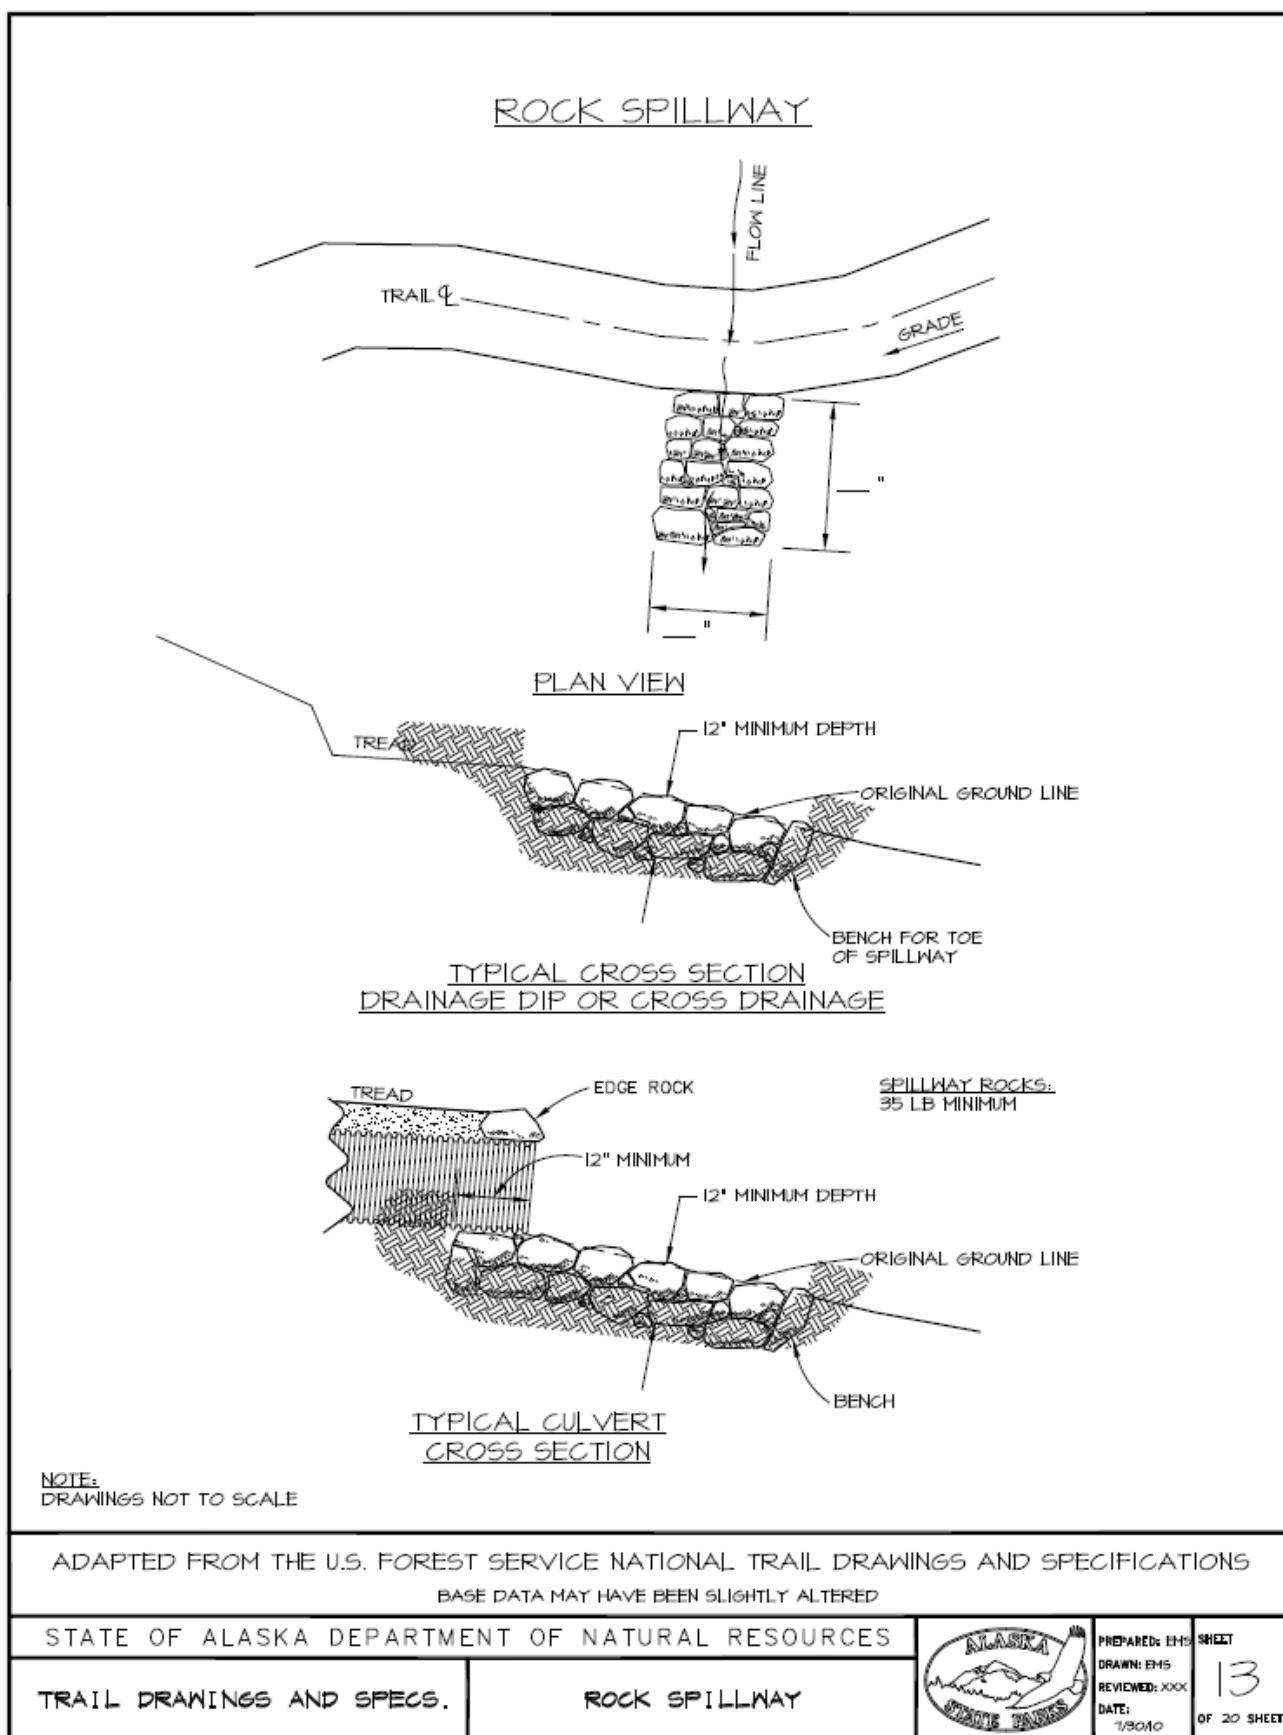 ROCK SPILLWAY
FLOW LINE
TRAIL ℄
GRADE
"
"
PLAN VIEW
12" MINIMUM DEPTH
TREAD
ORIGINAL GROUND LINE
BENCH FOR TOE
OF SPILLWAY
TYPICAL CROSS SECTION
DRAINAGE DIP OR CROSS DRAINAGE
TREAD
EDGE ROCK
SPILLWAY ROCKS:
35 LB MINIMUM
12" MINIMUM
12" MINIMUM DEPTH
ORIGINAL GROUND LINE
BENCH
TYPICAL CULVERT
CROSS SECTION
NOTE:
DRAWINGS NOT TO SCALE
ADAPTED FROM THE U.S. FOREST SERVICE NATIONAL TRAIL DRAWINGS AND SPECIFICATIONS
BASE DATA MAY HAVE BEEN SLIGHTLY ALTERED
STATE OF ALASKA DEPARTMENT OF NATURAL RESOURCES
TRAIL DRAWINGS AND SPECS.
ROCK SPILLWAY
ALASKA
STATE PARKS
PREPARED: EMS
DRAWN: EMS
REVIEWED: XXX
DATE:
7/30/10
SHEET
13
OF 20 SHEET